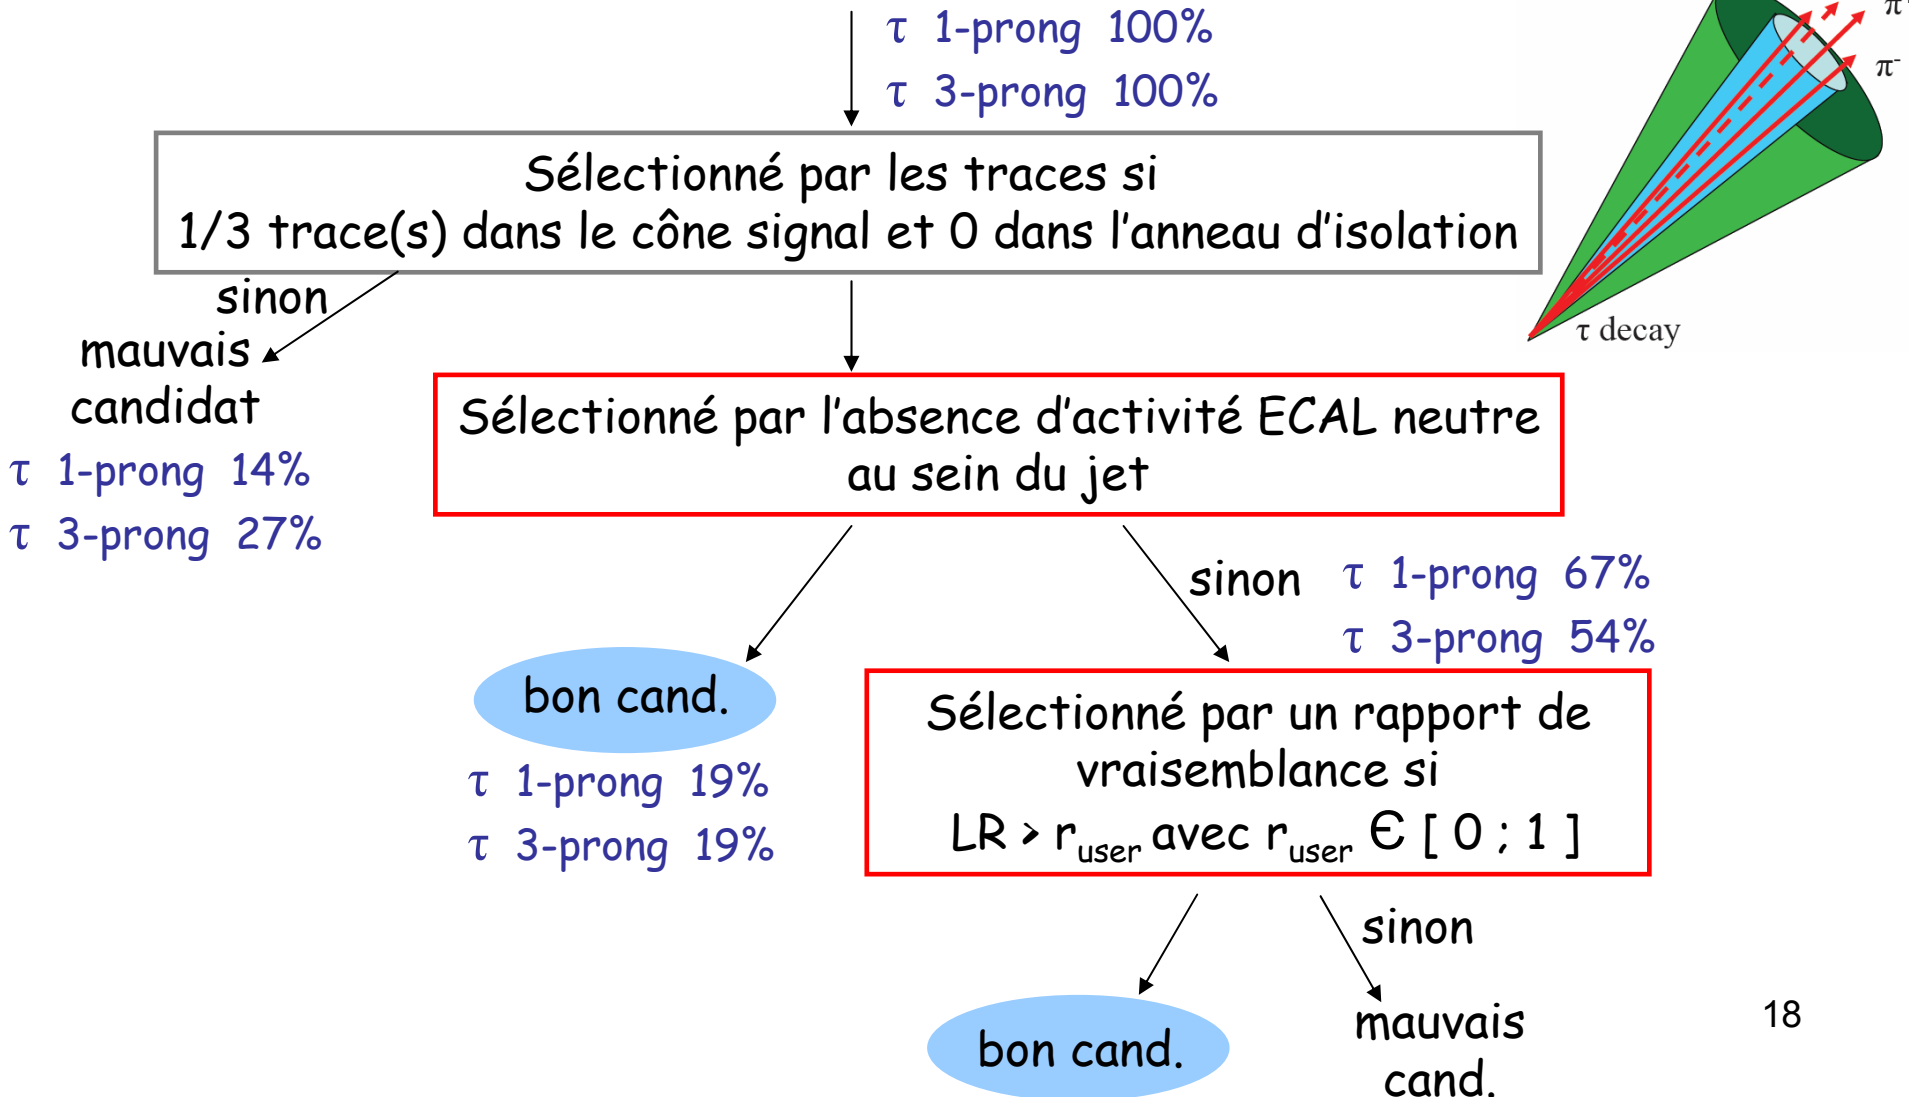 τ 1-prong 100%
τ 3-prong 100%
π
π-
τ decay
Sélectionné par les traces si
1/3 trace(s) dans le cône signal et 0 dans l'anneau d'isolation
sinon
mauvais
candidat
τ 1-prong 14%
τ 3-prong 27%
Sélectionné par l'absence d'activité ECAL neutre
au sein du jet
sinon
τ 1-prong 67%
τ 3-prong 54%
bon cand.
τ 1-prong 19%
τ 3-prong 19%
Sélectionné par un rapport de
vraisemblance si
LR > r_user avec r_user Є [ 0 ; 1 ]
sinon
bon cand.
mauvais
cand.
18